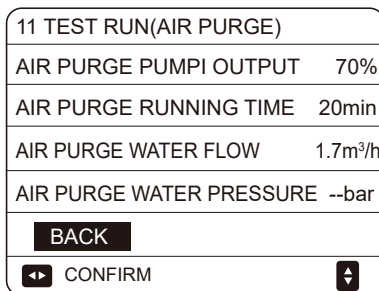 11 TEST RUN(AIR PURGE)
AIR PURGE PUMPI OUTPUT 70%
AIR PURGE RUNNING TIME 20min
AIR PURGE WATER FLOW 1.7m³/h
AIR PURGE WATER PRESSURE --bar
BACK
CONFIRM